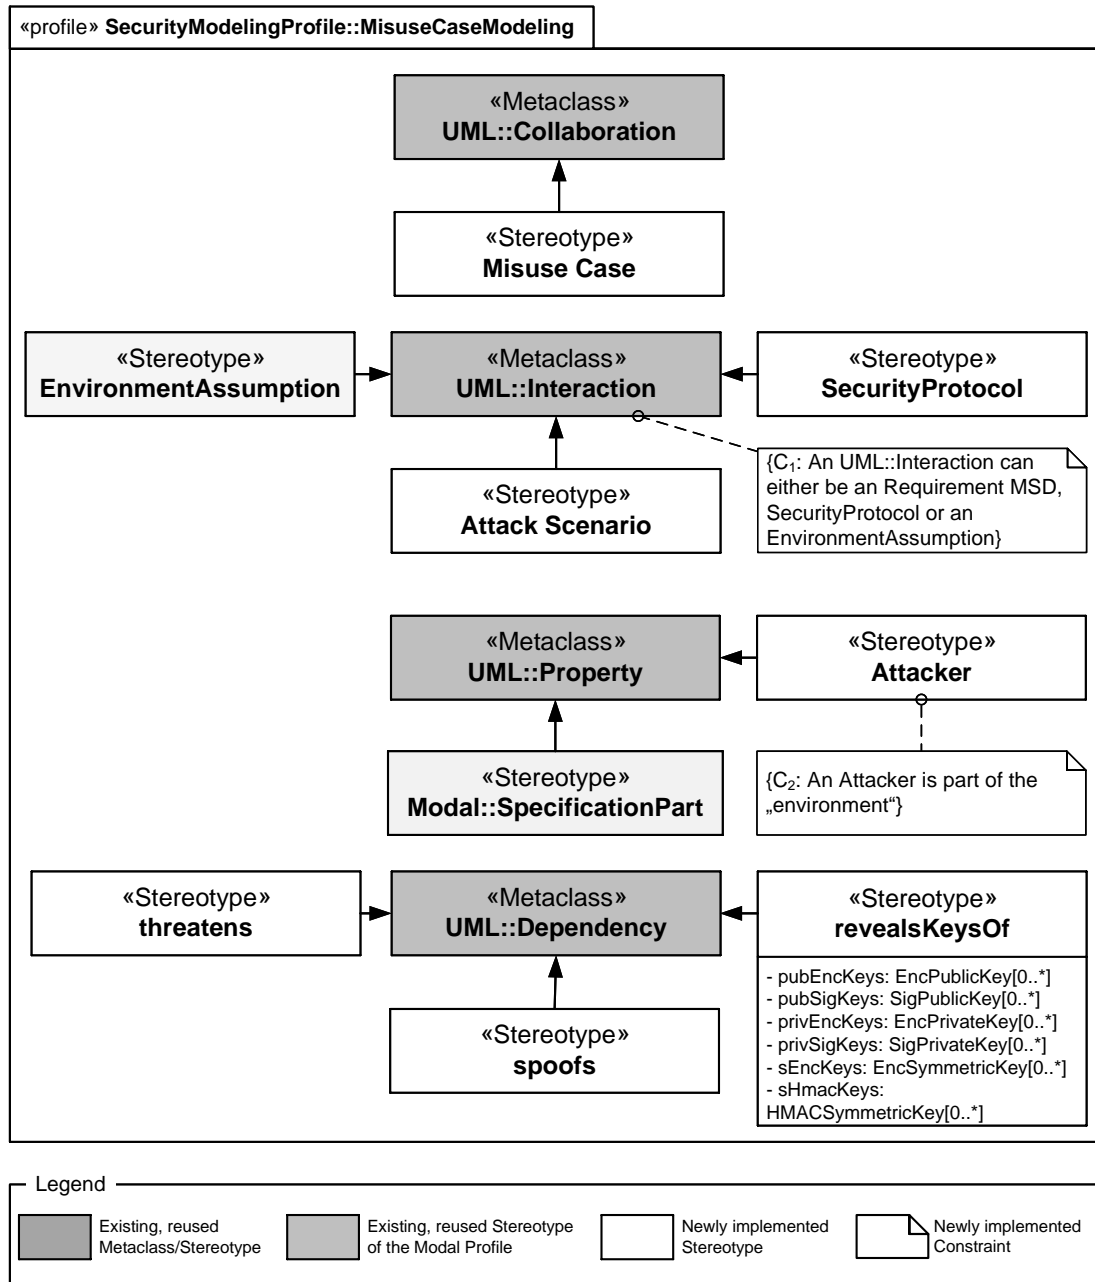 «profile» SecurityModelingProfile::MisuseCaseModeling
«Metaclass»
UML::Collaboration
«Stereotype»
Misuse Case
«Stereotype»
EnvironmentAssumption
«Metaclass»
UML::Interaction
«Stereotype»
SecurityProtocol
«Stereotype»
Attack Scenario
{C₁: An UML::Interaction can
either be an Requirement MSD,
SecurityProtocol or an
EnvironmentAssumption}
«Metaclass»
UML::Property
«Stereotype»
Attacker
«Stereotype»
Modal::SpecificationPart
{C₂: An Attacker is part of the
„environment“}
«Stereotype»
threatens
«Metaclass»
UML::Dependency
«Stereotype»
revealsKeysOf
- pubEncKeys: EncPublicKey[0..*]
- pubSigKeys: SigPublicKey[0..*]
- privEncKeys: EncPrivateKey[0..*]
- privSigKeys: SigPrivateKey[0..*]
- sEncKeys: EncSymmetricKey[0..*]
- sHmacKeys:
HMACSymmetricKey[0..*]
«Stereotype»
spoofs
Legend
Existing, reused
Metaclass/Stereotype
Existing, reused Stereotype
of the Modal Profile
Newly implemented
Stereotype
Newly implemented
Constraint